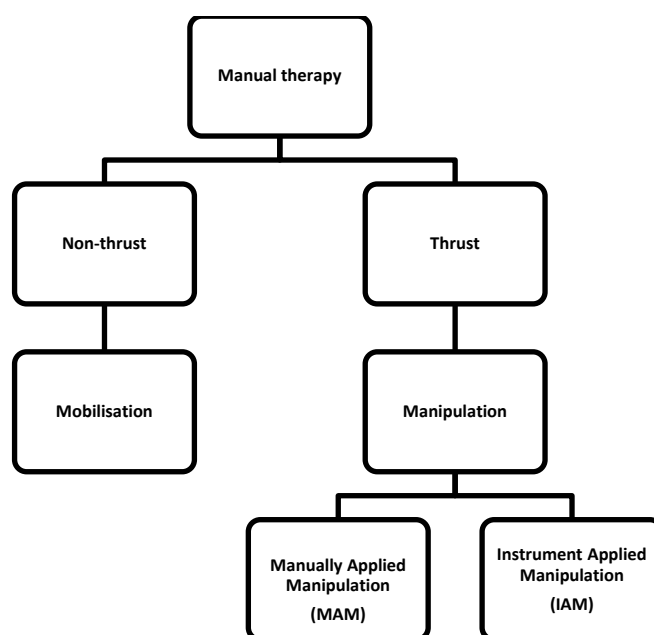 Manual therapy
Non-thrust
Thrust
Mobilisation
Manipulation
Manually Applied
Manipulation
(MAM)
Instrument Applied
Manipulation
(IAM)